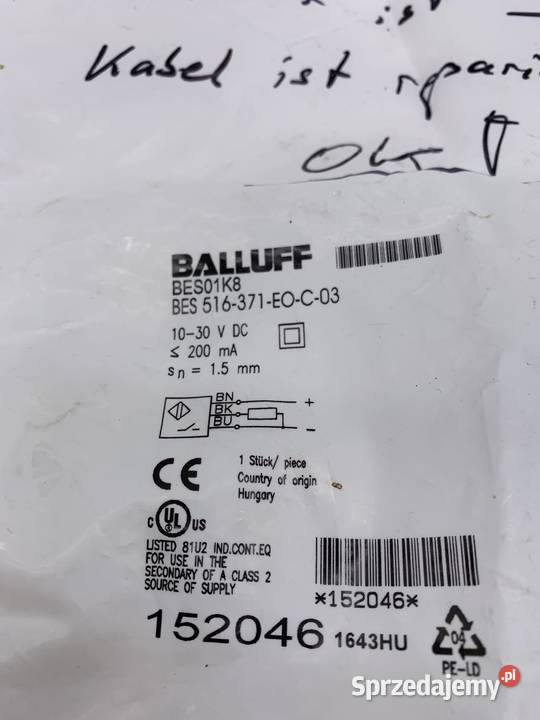 Kabel ist
OK
BALLUFF
BES01K8
BES 516-371-EO-C-03
10-30 V DC
≤ 200 mA
sn = 1.5 mm
BN +
BK
BU −
CE
1 Stück/ piece
Country of origin
Hungary
c UL US
LISTED 81U2 IND.CONT.EQ
FOR USE IN THE
SECONDARY OF A CLASS 2
SOURCE OF SUPPLY
*152046*
152046 1643HU
04
PE-LD
Sprzedajemy.pl